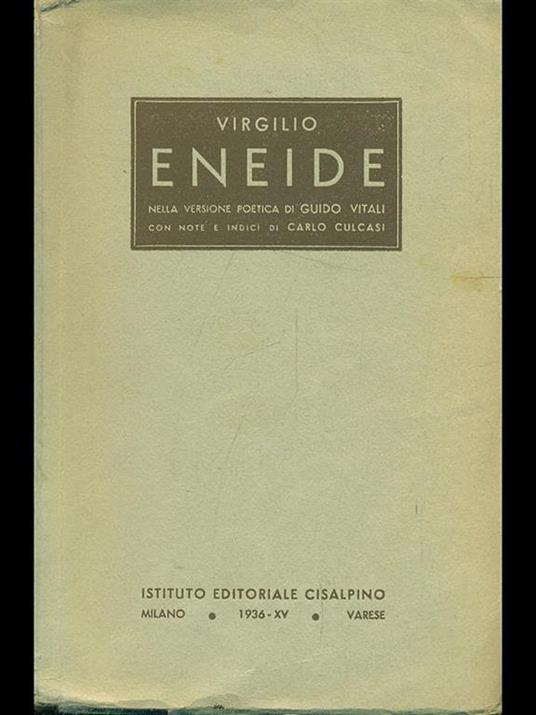 VIRGILIO
ENEIDE
NELLA VERSIONE POETICA DI GUIDO VITALI
CON NOTE E INDICI DI CARLO CULCASI
ISTITUTO EDITORIALE CISALPINO
MILANO • 1936-XV • VARESE